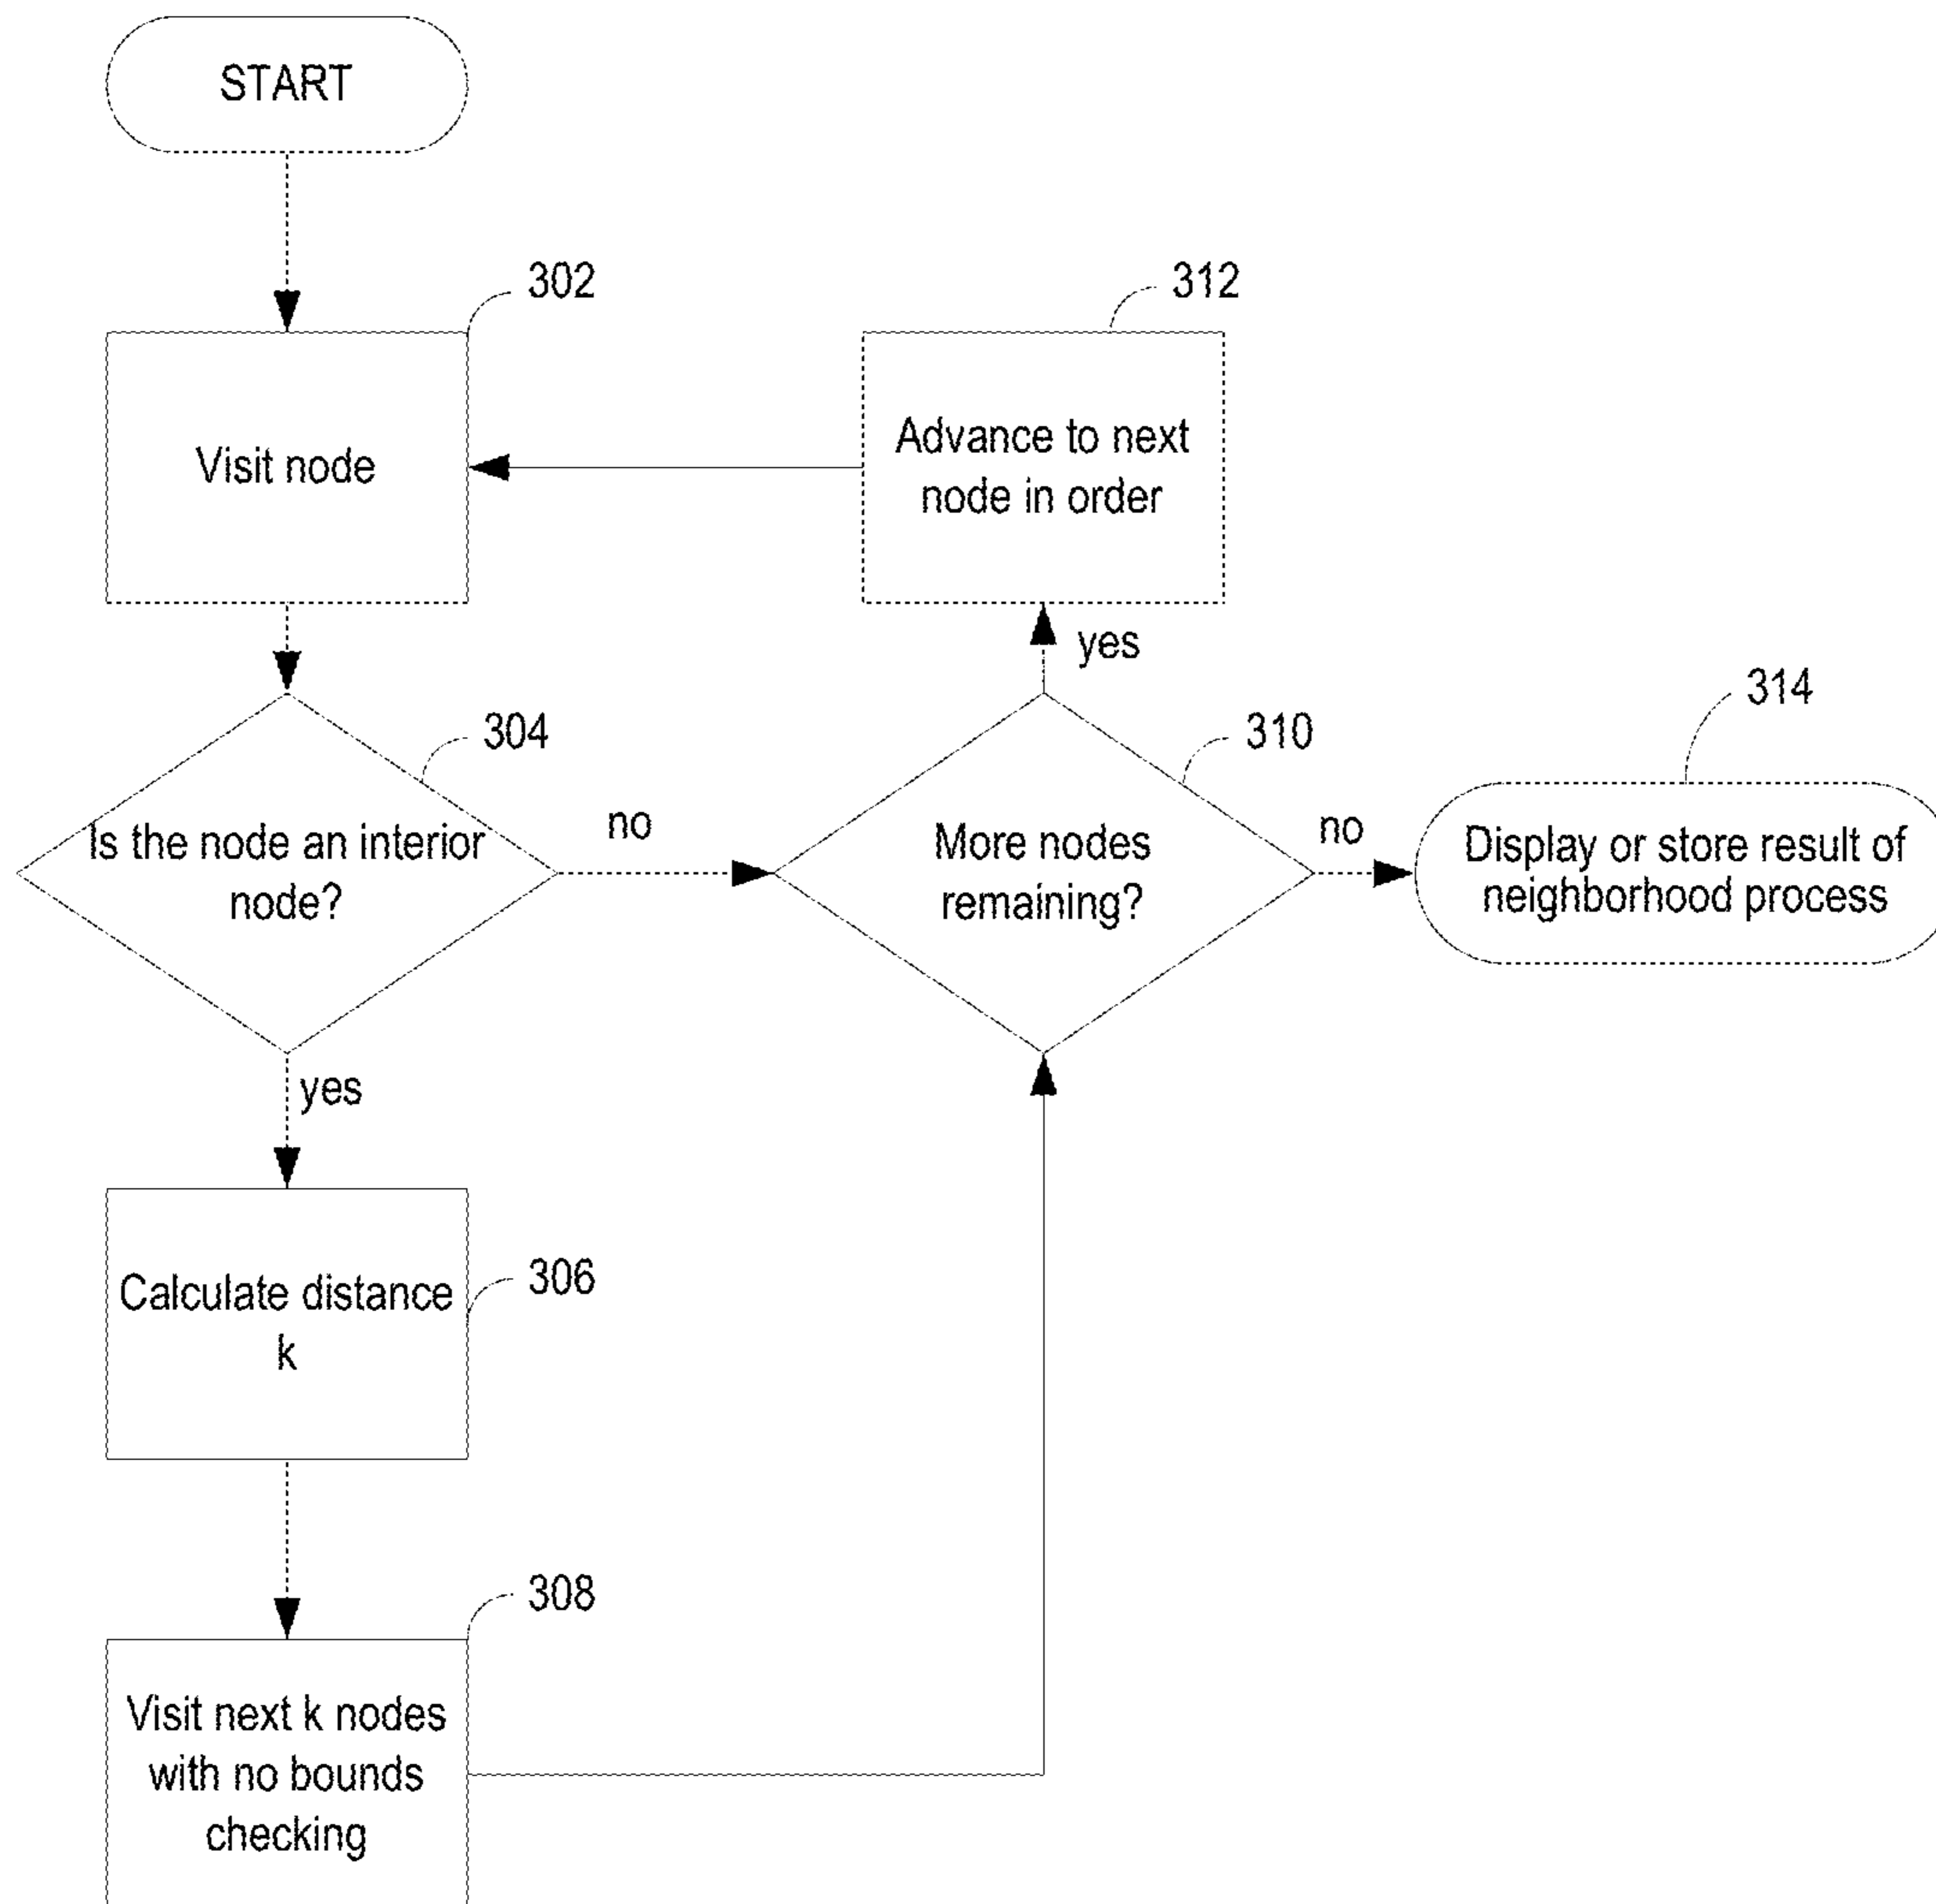 START
302
Visit node
312
Advance to next
node in order
yes
304
Is the node an interior
node?
no
310
More nodes
remaining?
no
314
Display or store result of
neighborhood process
yes
306
Calculate distance
k
308
Visit next k nodes
with no bounds
checking